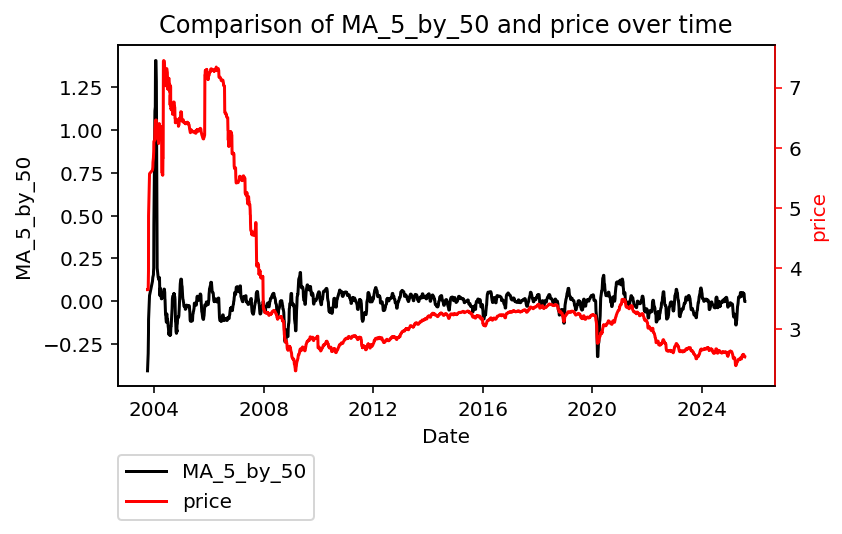 Comparison of MA_5_by_50 and price over time
MA_5_by_50
1.25
1.00
0.75
0.50
0.25
0.00
−0.25
7
6
5
4
3
price
2004 2008 2012 2016 2020 2024
Date
MA_5_by_50
price